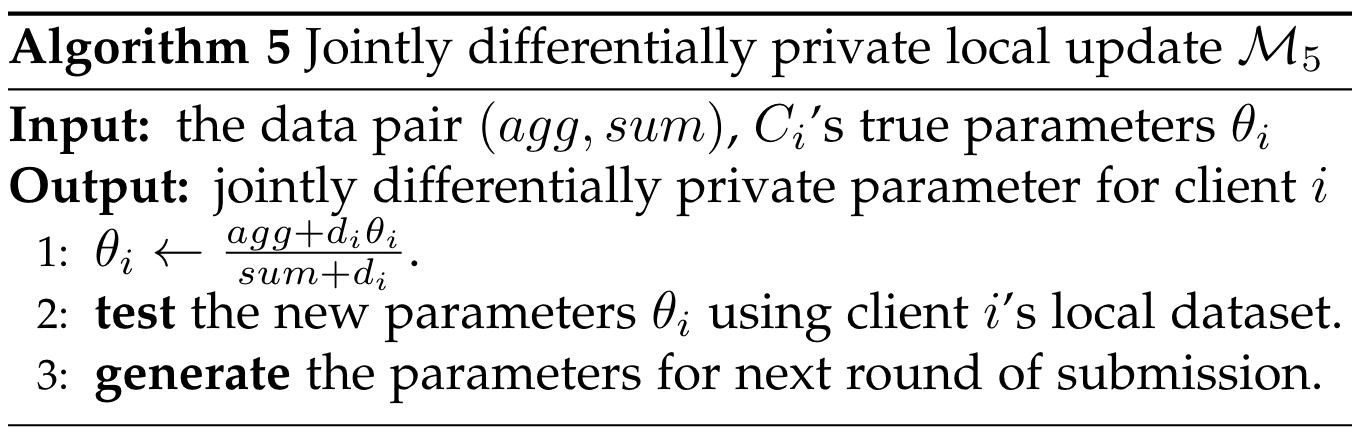 Algorithm 5 Jointly differentially private local update $\mathcal{M}_5$
Input: the data pair $(agg, sum)$, $C_i$'s true parameters $\theta_i$
Output: jointly differentially private parameter for client $i$
1: $\theta_i \leftarrow \frac{agg+d_i\theta_i}{sum+d_i}$.
2: test the new parameters $\theta_i$ using client $i$'s local dataset.
3: generate the parameters for next round of submission.